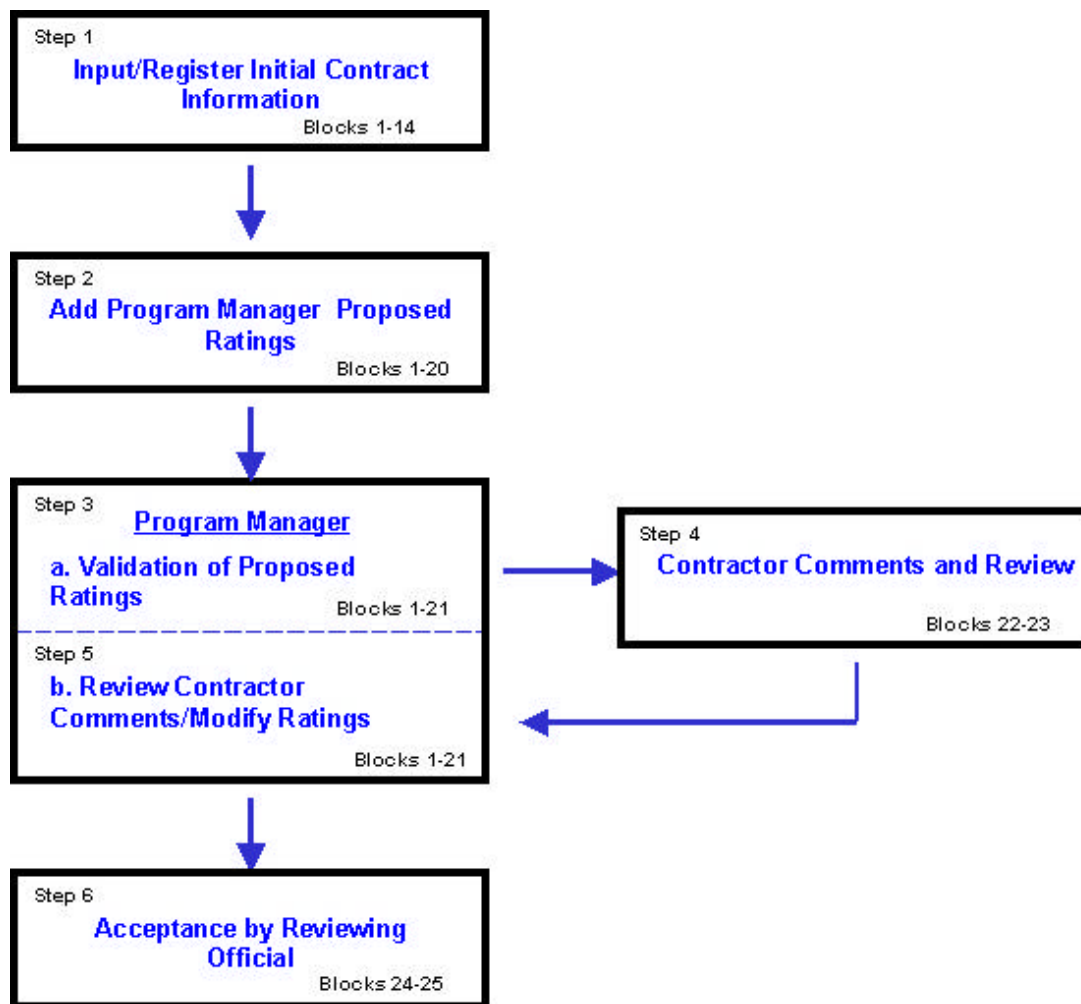 Step 1
Input/Register Initial Contract
Information
Blocks 1-14
Step 2
Add Program Manager Proposed
Ratings
Blocks 1-20
Step 3
Program Manager
a. Validation of Proposed
Ratings
Blocks 1-21
Step 4
Contractor Comments and Review
Blocks 22-23
Step 5
b. Review Contractor
Comments/Modify Ratings
Blocks 1-21
Step 6
Acceptance by Reviewing
Official
Blocks 24-25